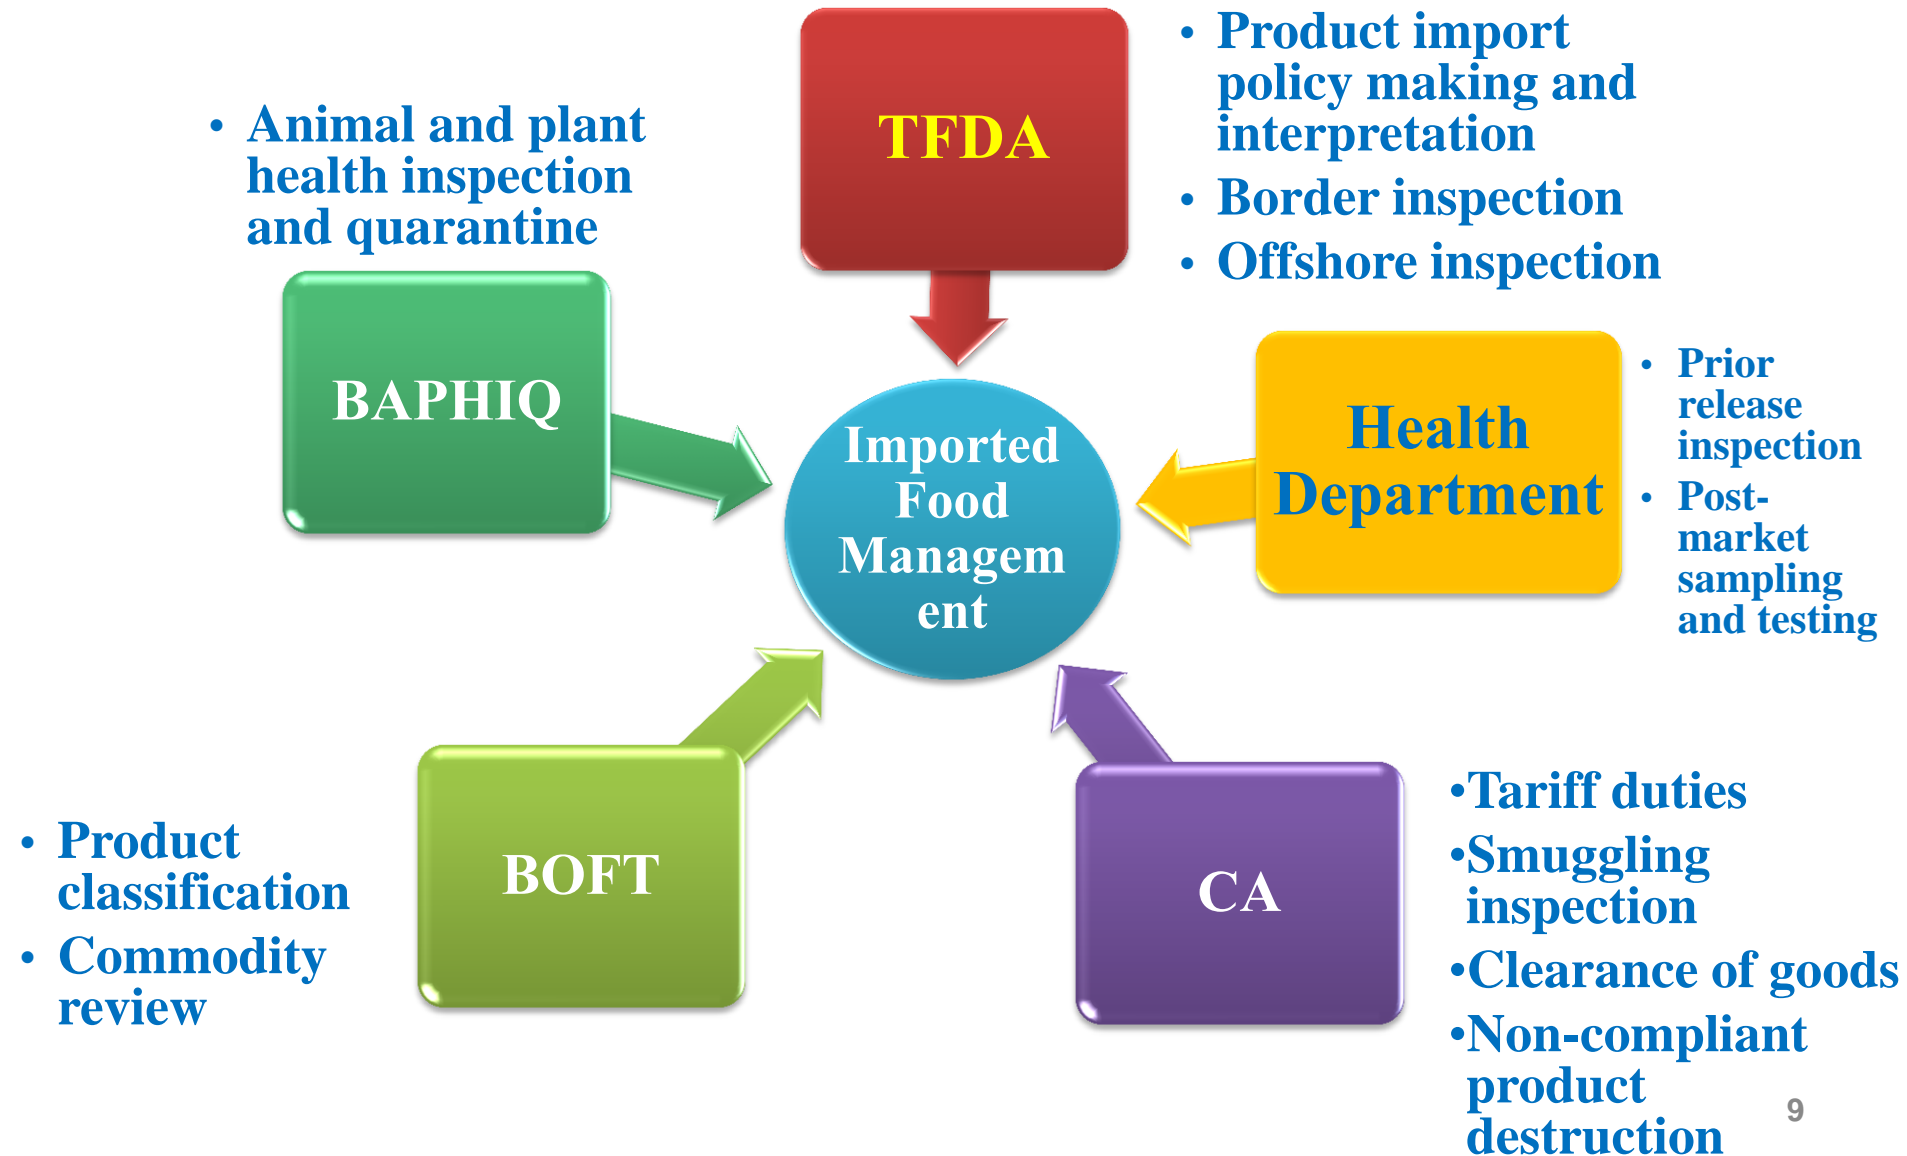 TFDA
• Product import
policy making and
interpretation
• Border inspection
• Offshore inspection
• Animal and plant
health inspection
and quarantine
BAPHIQ
Imported
Food
Managem
ent
Health
Department
• Prior
release
inspection
• Post-
market
sampling
and testing
BOFT
• Product
classification
• Commodity
review
CA
•Tariff duties
•Smuggling
inspection
•Clearance of goods
•Non-compliant
product
destruction
9